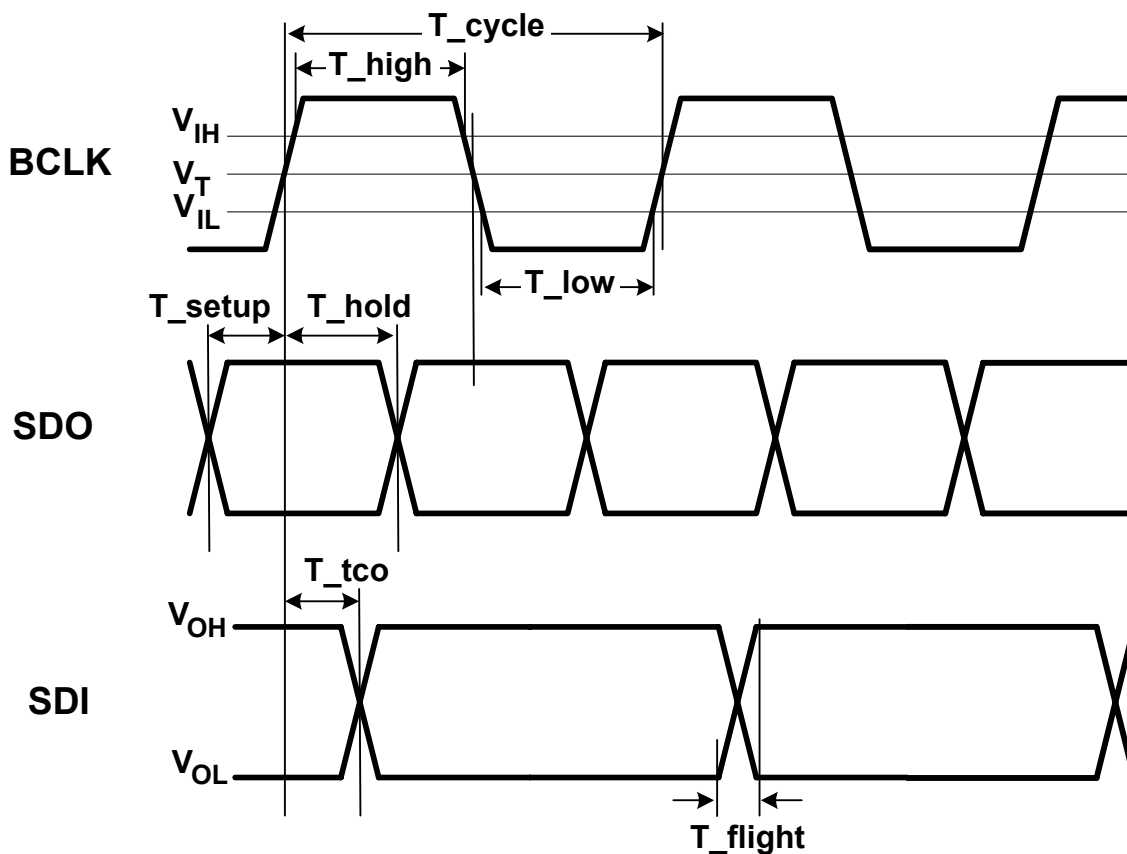 T_cycle
T_high
V_IH
BCLK
V_T
V_IL
T_low
T_setup
T_hold
SDO
T_tco
V_OH
SDI
V_OL
T_flight